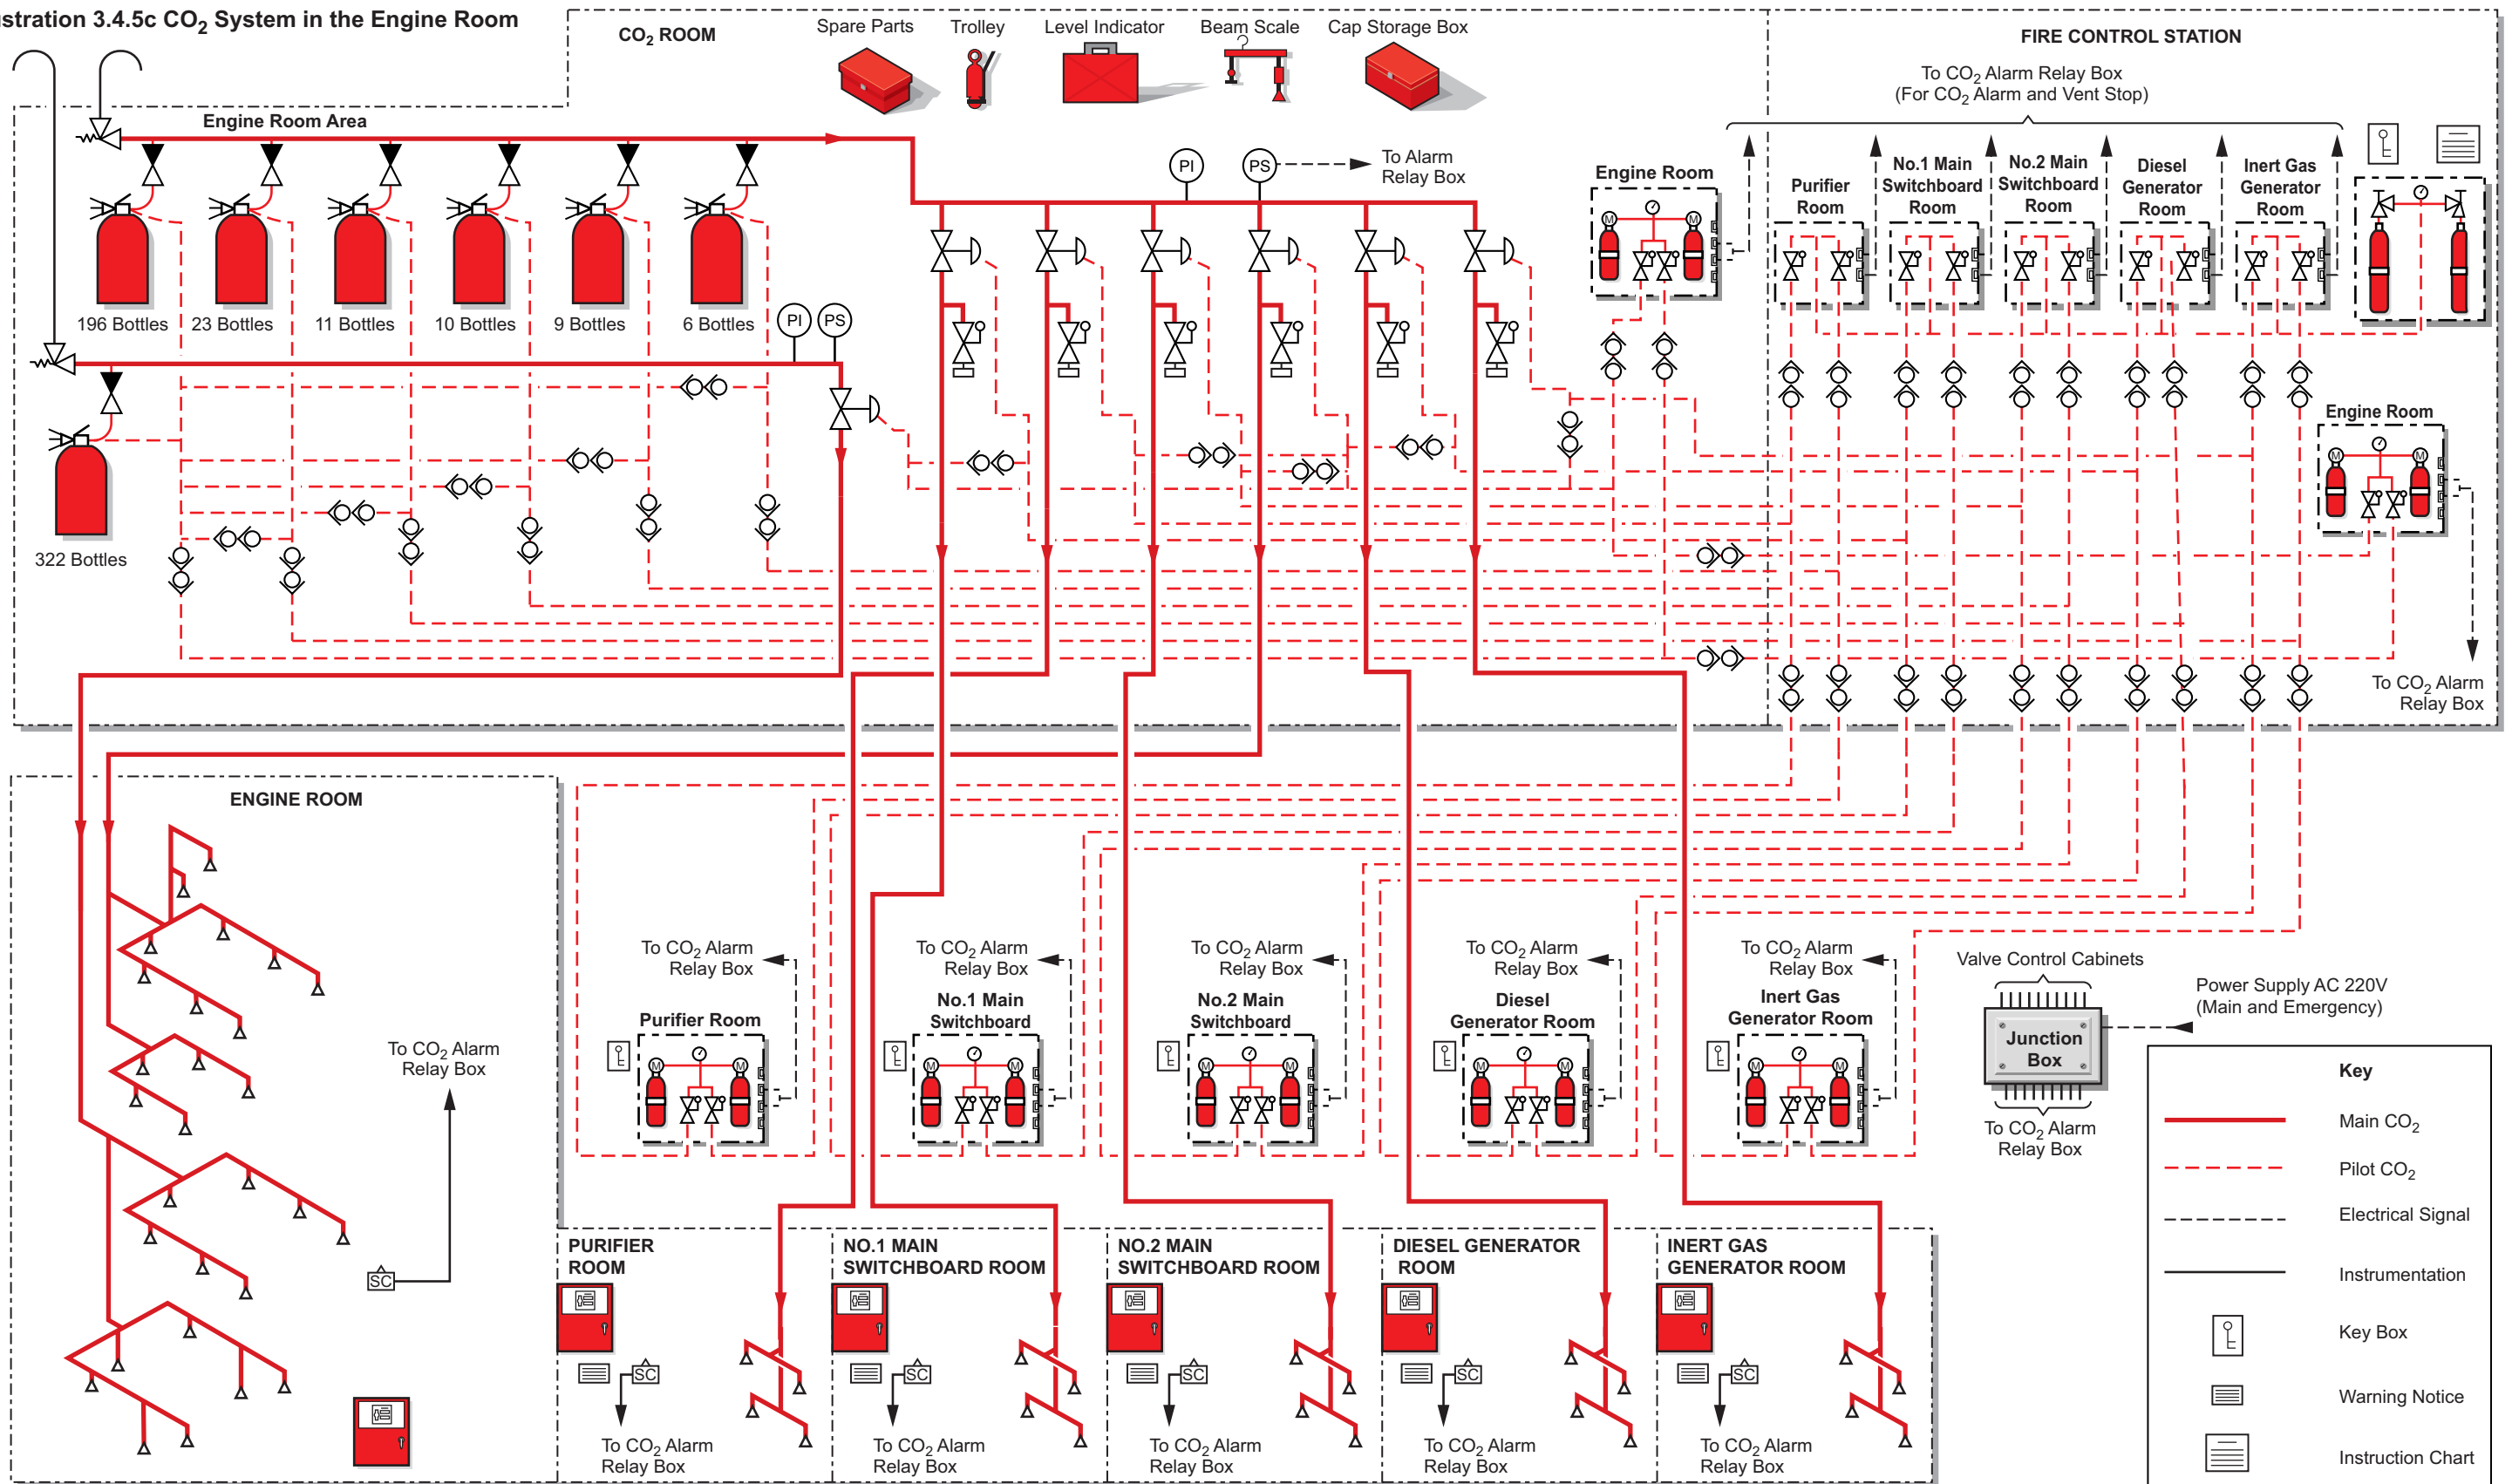 ustration 3.4.5c CO2 System in the Engine Room
CO2 ROOM
Spare Parts
Trolley
Level Indicator
Beam Scale
Cap Storage Box
FIRE CONTROL STATION
To CO2 Alarm Relay Box
(For CO2 Alarm and Vent Stop)
Engine Room Area
PI
PS
To Alarm
Relay Box
Engine Room
M
M
Purifier
Room
No.1 Main
Switchboard
Room
No.2 Main
Switchboard
Room
Diesel
Generator
Room
Inert Gas
Generator
Room
196 Bottles
23 Bottles
11 Bottles
10 Bottles
9 Bottles
6 Bottles
PI
PS
322 Bottles
Engine Room
M
M
To CO2 Alarm
Relay Box
ENGINE ROOM
To CO2 Alarm
Relay Box
SC
To CO2 Alarm
Relay Box
Purifier Room
M
M
To CO2 Alarm
Relay Box
No.1 Main
Switchboard
M
M
To CO2 Alarm
Relay Box
No.2 Main
Switchboard
M
M
To CO2 Alarm
Relay Box
Diesel
Generator Room
M
M
To CO2 Alarm
Relay Box
Inert Gas
Generator Room
M
M
Valve Control Cabinets
Power Supply AC 220V
(Main and Emergency)
Junction
Box
To CO2 Alarm
Relay Box
PURIFIER
ROOM
SC
To CO2 Alarm
Relay Box
NO.1 MAIN
SWITCHBOARD ROOM
SC
To CO2 Alarm
Relay Box
NO.2 MAIN
SWITCHBOARD ROOM
SC
To CO2 Alarm
Relay Box
DIESEL GENERATOR
ROOM
SC
To CO2 Alarm
Relay Box
INERT GAS
GENERATOR ROOM
SC
To CO2 Alarm
Relay Box
Key
Main CO2
Pilot CO2
Electrical Signal
Instrumentation
Key Box
Warning Notice
Instruction Chart